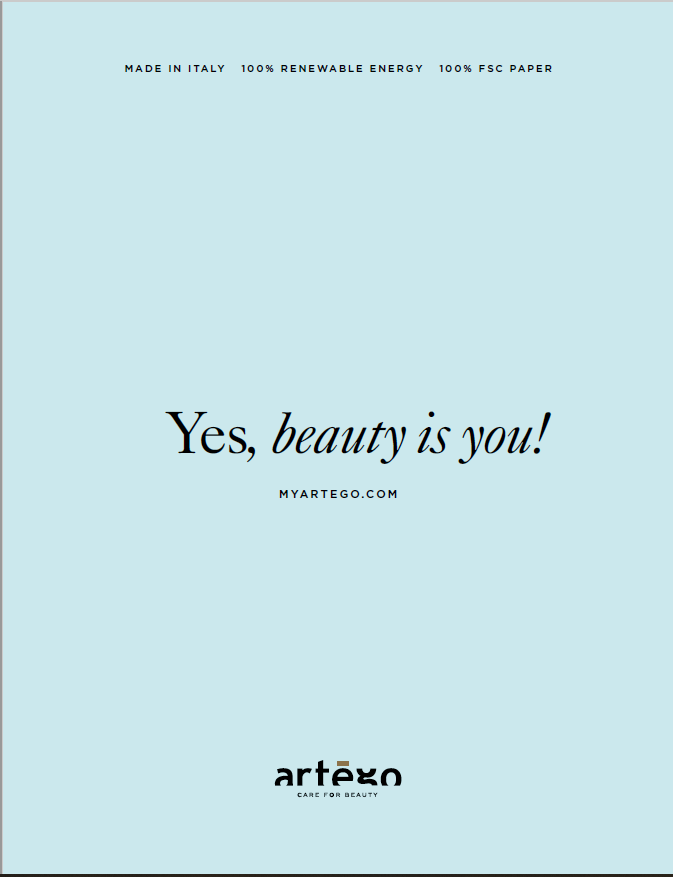 MADE IN ITALY 100% RENEWABLE ENERGY 100% FSC PAPER
Yes, beauty is you!
MYARTEGO.COM
artēgo
CARE FOR BEAUTY